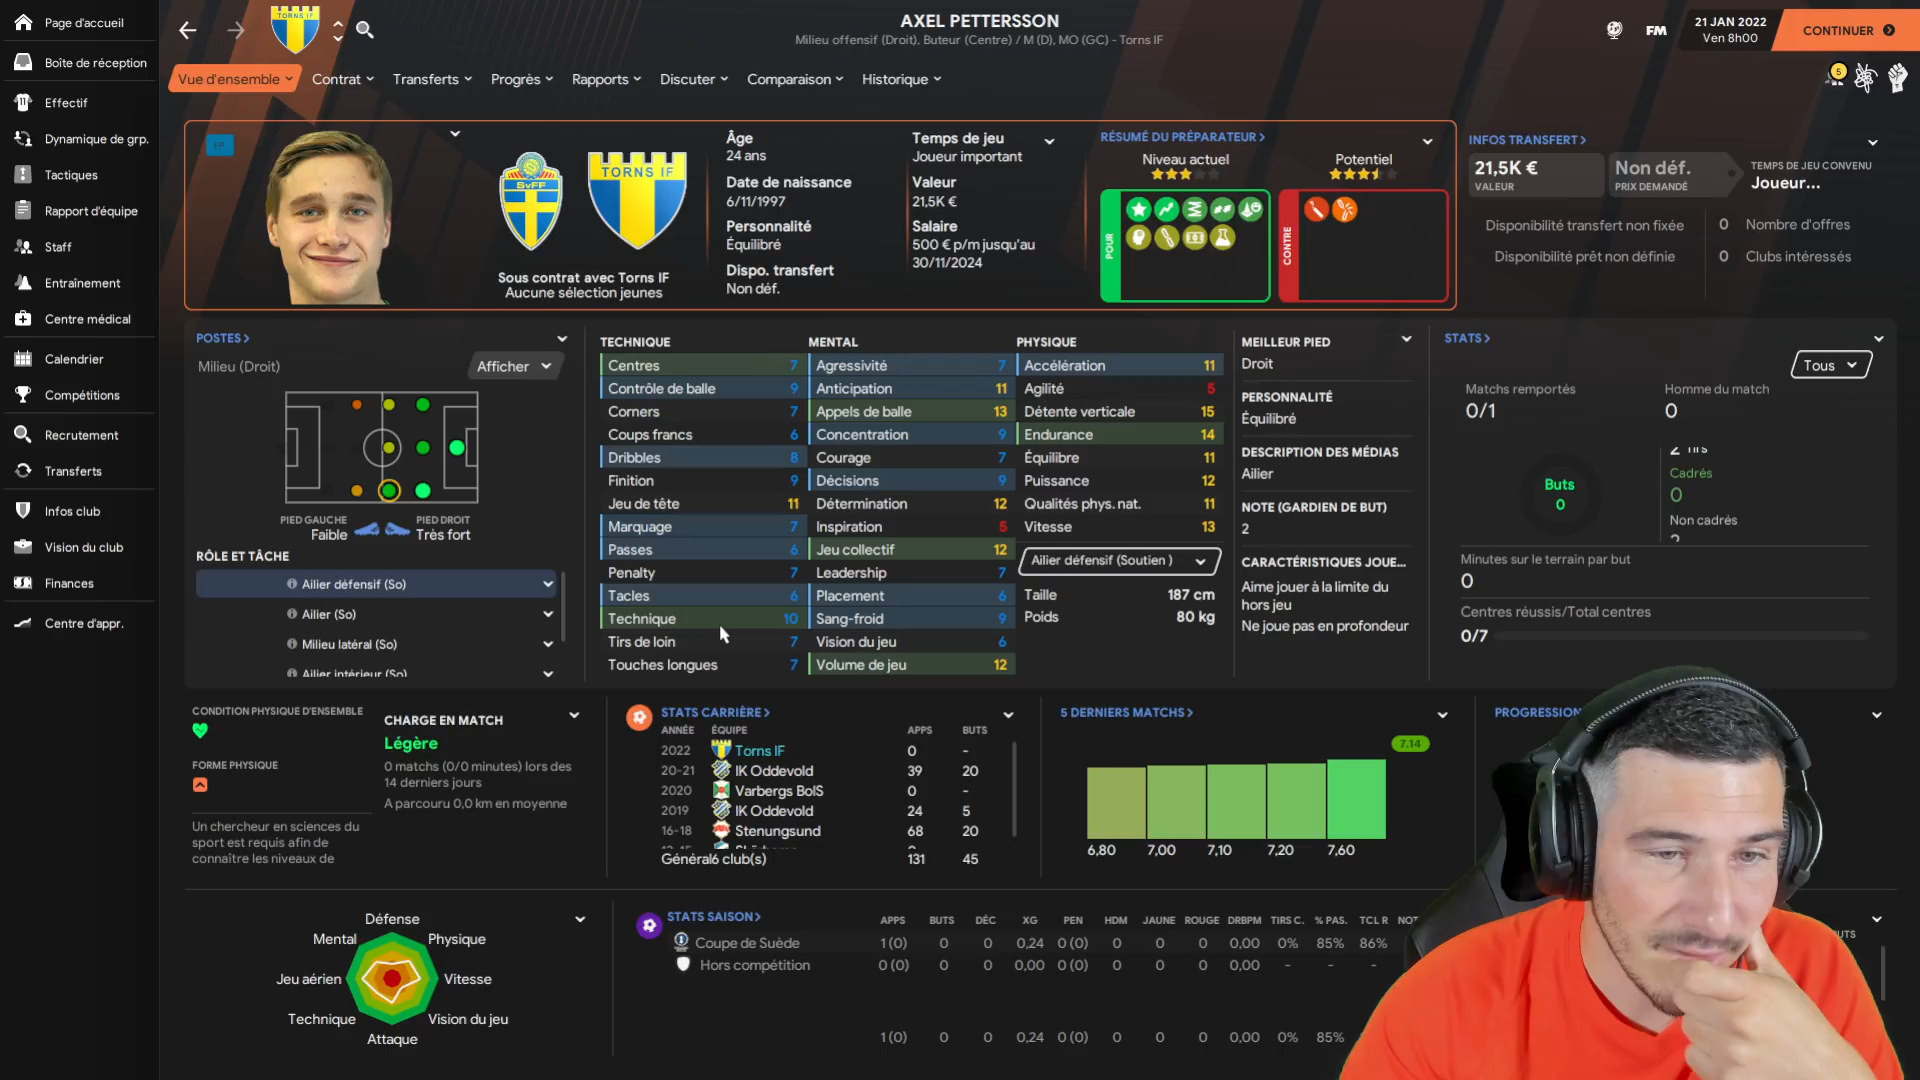 Page d'accueil
Boîte de réception
Effectif
Dynamique de grp.
Tactiques
Rapport d'équipe
Staff
Entraînement
Centre médical
Calendrier
Compétitions
Recrutement
Transferts
Infos club
Vision du club
Finances
Centre d'appr.
TORNS IF
AXEL PETTERSSON
Milieu offensif (Droit), Buteur (Centre) / M (D), MO (GC) - Torns IF
FM
21 JAN 2022
Ven 8h00
CONTINUER
Vue d'ensemble
Contrat
Transferts
Progrès
Rapports
Discuter
Comparaison
Historique
5
FP
SvFF
TORNS IF
Sous contrat avec Torns IF
Aucune sélection jeunes
Âge
24 ans
Date de naissance
6/11/1997
Personnalité
Équilibré
Dispo. transfert
Non déf.
Temps de jeu
Joueur important
Valeur
21,5K €
Salaire
500 € p/m jusqu'au
30/11/2024
RÉSUMÉ DU PRÉPARATEUR >
Niveau actuel
Potentiel
POUR
CONTRE
INFOS TRANSFERT >
21,5K €
VALEUR
Non déf.
PRIX DEMANDÉ
TEMPS DE JEU CONVENU
Joueur...
Disponibilité transfert non fixée
0 Nombre d'offres
Disponibilité prêt non définie
0 Clubs intéressés
POSTES >
Milieu (Droit)
Afficher
PIED GAUCHE
Faible
PIED DROIT
Très fort
RÔLE ET TÂCHE
Ailier défensif (So)
Ailier (So)
Milieu latéral (So)
Ailier intérieur (So)
TECHNIQUE
Centres 7
Contrôle de balle 9
Corners 7
Coups francs 6
Dribbles 8
Finition 9
Jeu de tête 11
Marquage 7
Passes 6
Penalty 7
Tacles 6
Technique 10
Tirs de loin 7
Touches longues 7
MENTAL
Agressivité 7
Anticipation 11
Appels de balle 13
Concentration 9
Courage 7
Décisions 9
Détermination 12
Inspiration 5
Jeu collectif 12
Leadership 7
Placement 6
Sang-froid 9
Vision du jeu 6
Volume de jeu 12
PHYSIQUE
Accélération 11
Agilité 5
Détente verticale 15
Endurance 14
Équilibre 11
Puissance 12
Qualités phys. nat. 11
Vitesse 13
Ailier défensif (Soutien )
Taille 187 cm
Poids 80 kg
MEILLEUR PIED
Droit
PERSONNALITÉ
Équilibré
DESCRIPTION DES MÉDIAS
Ailier
NOTE (GARDIEN DE BUT)
2
CARACTÉRISTIQUES JOUE...
Aime jouer à la limite du
hors jeu
Ne joue pas en profondeur
STATS >
Tous
Matchs remportés
0/1
Homme du match
0
Buts
0
Cadrés
0
Non cadrés
Minutes sur le terrain par but
0
Centres réussis/Total centres
0/7
CONDITION PHYSIQUE D'ENSEMBLE
FORME PHYSIQUE
Un chercheur en sciences du
sport est requis afin de
connaître les niveaux de
CHARGE EN MATCH
Légère
0 matchs (0/0 minutes) lors des
14 derniers jours
A parcouru 0,0 km en moyenne
STATS CARRIÈRE >
ANNÉE ÉQUIPE APPS BUTS
2022 Torns IF 0 -
20-21 IK Oddevold 39 20
2020 Varbergs BoIS 0 -
2019 IK Oddevold 24 5
16-18 Stenungsund 68 20
Général6 club(s) 131 45
5 DERNIERS MATCHS >
7.14
6,80 7,00 7,10 7,20 7,60
PROGRESSION
Défense
Mental
Physique
Jeu aérien
Vitesse
Technique
Vision du jeu
Attaque
STATS SAISON >
APPS BUTS DÉC XG PEN HDM JAUNE ROUGE DRBPM TIRS C. % PAS. TCL R NOT
Coupe de Suède 1 (0) 0 0 0,24 0 (0) 0 0 0 0,00 0% 85% 86%
Hors compétition 0 (0) 0 0 0,00 0 (0) 0 0 0 0,00 - - -
1 (0) 0 0 0,24 0 (0) 0 0 0 0,00 0% 85%